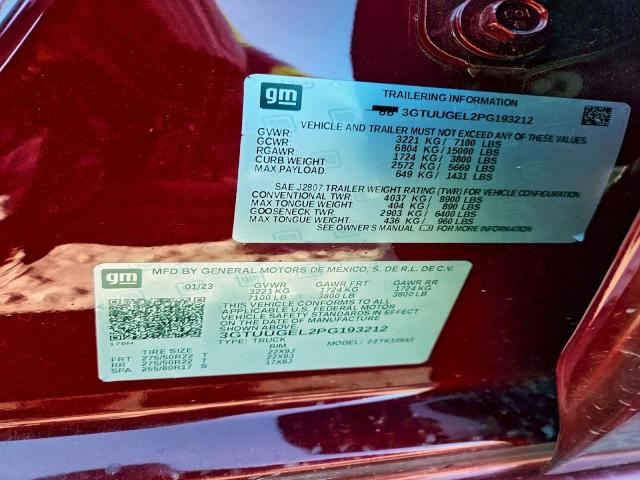 gm
TRAILERING INFORMATION
3GTUUGEL2PG193212
VEHICLE AND TRAILER MUST NOT EXCEED ANY OF THESE VALUES
GVWR: 3221 KG / 7100 LBS
GCWR: 6804 KG / 15000 LBS
RGAWR: 1724 KG / 3800 LBS
CURB WEIGHT: 2572 KG / 5669 LBS
MAX PAYLOAD: 649 KG / 1431 LBS
SAE J2807 TRAILER WEIGHT RATING (TWR) FOR VEHICLE CONFIGURATION
CONVENTIONAL TWR: 4037 KG / 8900 LBS
MAX TONGUE WEIGHT: 404 KG / 890 LBS
GOOSENECK TWR: 2903 KG / 6400 LBS
MAX TONGUE WEIGHT: 436 KG / 960 LBS
SEE OWNER'S MANUAL FOR MORE INFORMATION
gm
MFD BY GENERAL MOTORS DE MEXICO, S. DE R.L. DE C.V.
01/23 GVWR GAWR FRT GAWR RR
3221 KG 1724 KG 1724 KG
7100 LB 3800 LB 3800 LB
THIS VEHICLE CONFORMS TO ALL
APPLICABLE U.S. FEDERAL MOTOR
VEHICLE SAFETY STANDARDS IN EFFECT
ON THE DATE OF MANUFACTURE
SHOWN ABOVE.
3GTUUGEL2PG193212
TYPE: TRUCK MODEL: 22TK10543
TIRE SIZE RIM
FRT 275/50R22 T 22X9J
RR 275/50R22 T 22X9J
SPA 255/80R17 S 17X8J